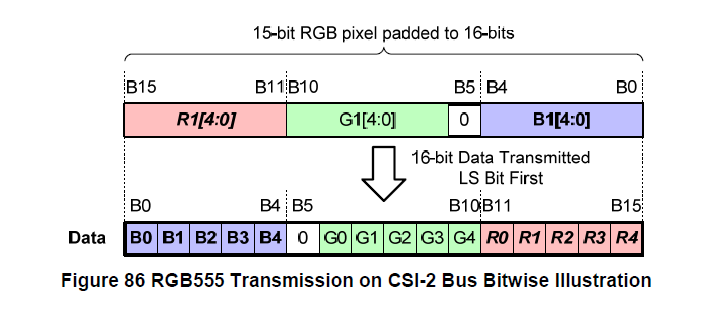 15-bit RGB pixel padded to 16-bits
B15 B11 B10 B5 B4 B0
R1[4:0] G1[4:0] 0 B1[4:0]
16-bit Data Transmitted
LS Bit First
B0 B4 B5 B10 B11 B15
Data B0 B1 B2 B3 B4 0 G0 G1 G2 G3 G4 R0 R1 R2 R3 R4
Figure 86 RGB555 Transmission on CSI-2 Bus Bitwise Illustration